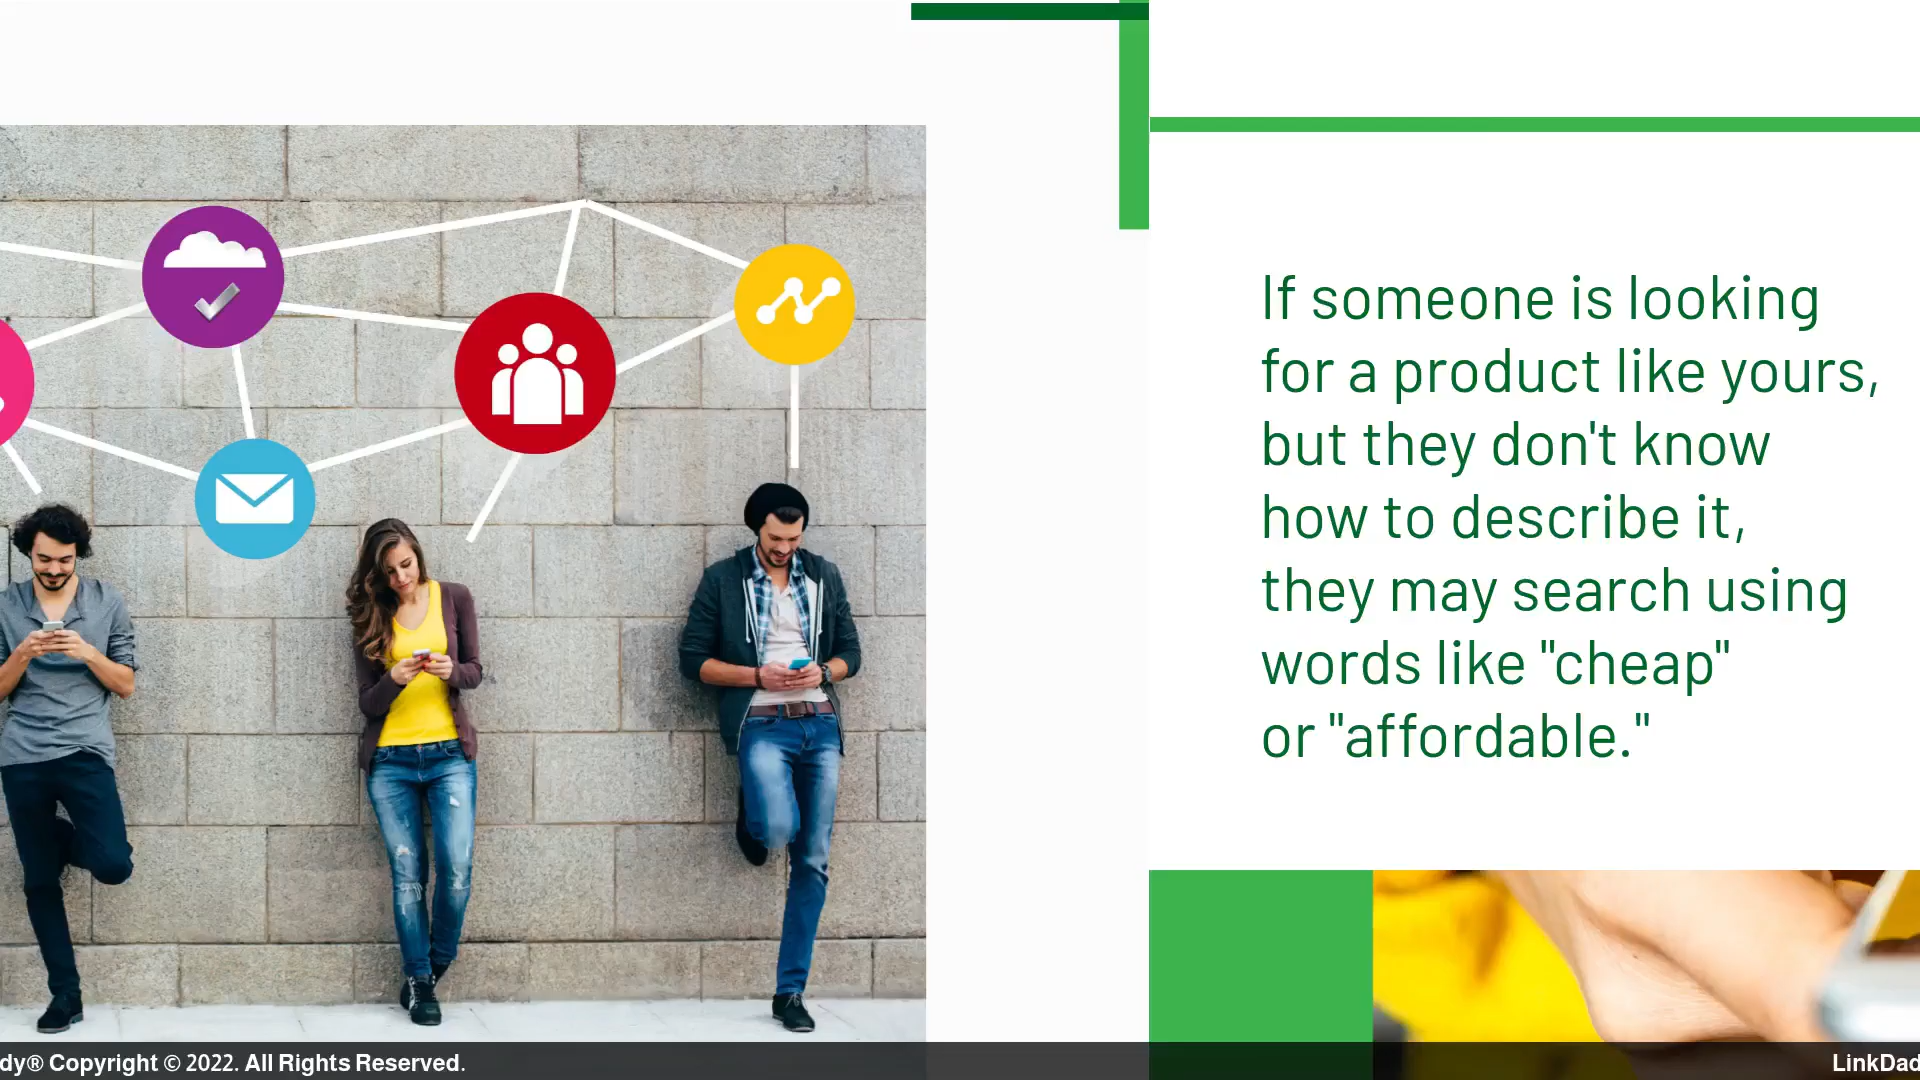 If someone is looking
for a product like yours,
but they don't know
how to describe it,
they may search using
words like "cheap"
or "affordable."
dy® Copyright © 2022. All Rights Reserved.
LinkDad